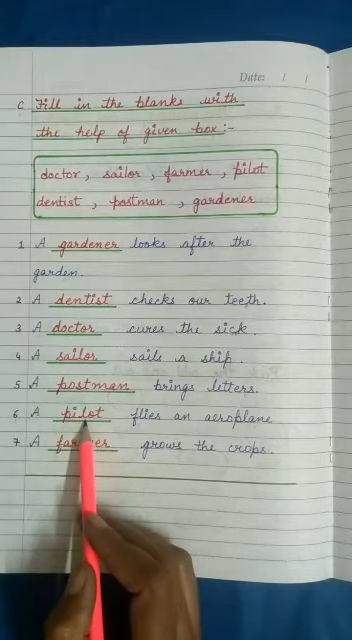 Date: / /
C. Fill in the blanks with
the help of given box:-
doctor, sailor, farmer, pilot
dentist, postman, gardener
1 A gardener looks after the
garden.
2 A dentist checks our teeth.
3 A doctor cures the sick.
4 A sailor sails a ship.
5 A postman brings letters.
6 A pilot flies an aeroplane
7 A farmer grows the crops.